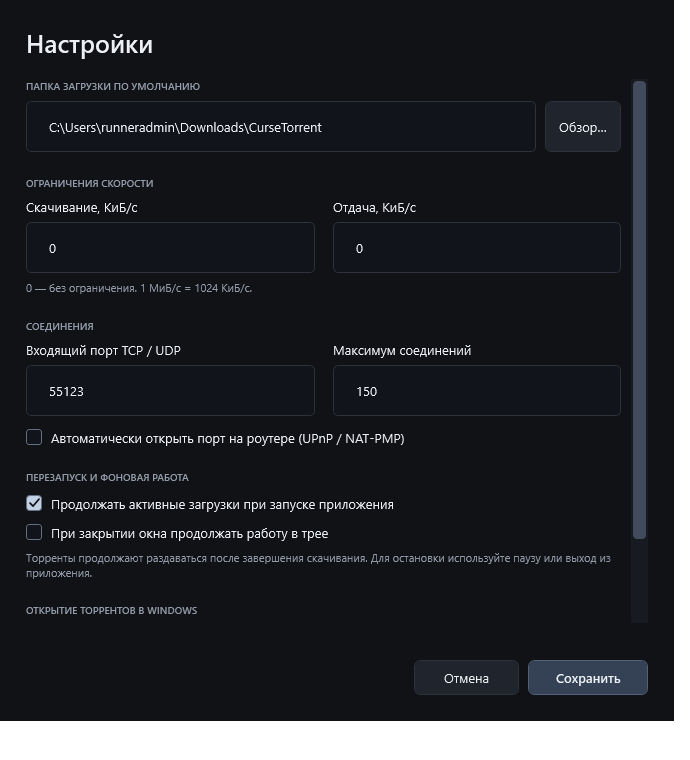 Настройки
ПАПКА ЗАГРУЗКИ ПО УМОЛЧАНИЮ
C:\Users\runneradmin\Downloads\CurseTorrent
Обзор...
ОГРАНИЧЕНИЯ СКОРОСТИ
Скачивание, КиБ/с
Отдача, КиБ/с
0
0
0 — без ограничения. 1 МиБ/с = 1024 КиБ/с.
СОЕДИНЕНИЯ
Входящий порт TCP / UDP
Максимум соединений
55123
150
Автоматически открыть порт на роутере (UPnP / NAT-PMP)
ПЕРЕЗАПУСК И ФОНОВАЯ РАБОТА
Продолжать активные загрузки при запуске приложения
При закрытии окна продолжать работу в трее
Торренты продолжают раздаваться после завершения скачивания. Для остановки используйте паузу или выход из
приложения.
ОТКРЫТИЕ ТОРРЕНТОВ В WINDOWS
Отмена
Сохранить